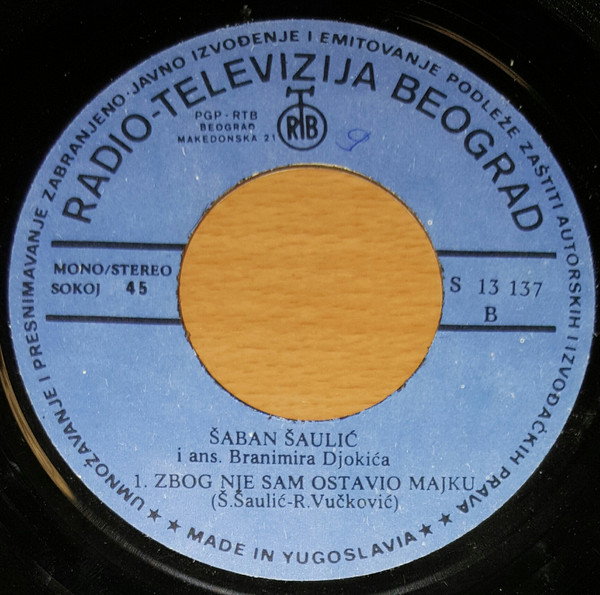 UMNOŽAVANJE I PRESNIMAVANJE ZABRANJENO·JAVNO IZVOĐENJE I EMITOVANJE PODLEŽE ZAŠTITI AUTORSKIH I IZVOĐAČKIH PRAVA
RADIO-TELEVIZIJA BEOGRAD
PGP-RTB
BEOGRAD
MAKEDONSKA 21
RTB
MONO/STEREO
SOKOJ 45
S 13 137
B
ŠABAN ŠAULIĆ
i ans. Branimira Djokića
1. ZBOG NJE SAM OSTAVIO MAJKU
(Š.Šaulić-R.Vučković)
★ ★ MADE IN YUGOSLAVIA ★ ★